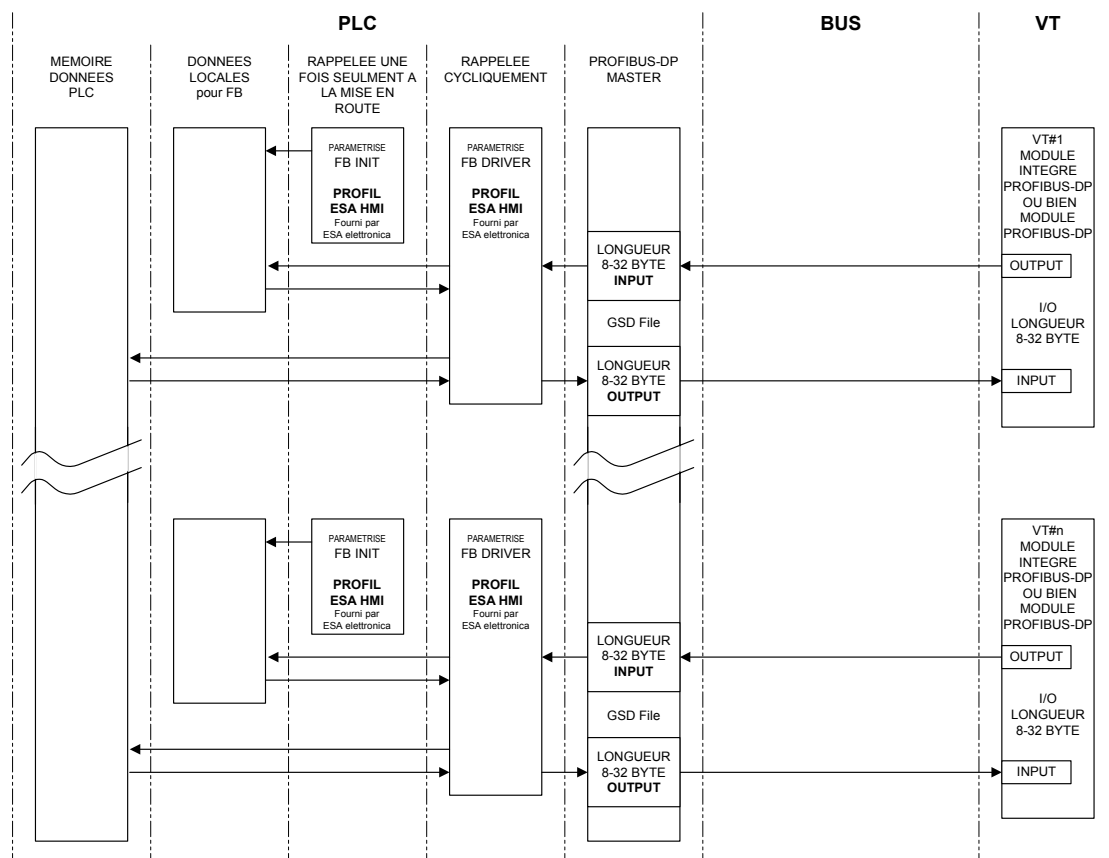 PLC
BUS
VT
MEMOIRE
DONNEES
PLC
DONNEES
LOCALES
pour FB
RAPPELEE UNE
FOIS SEULMENT A
LA MISE EN
ROUTE
RAPPELEE
CYCLIQUEMENT
PROFIBUS-DP
MASTER
PARAMETRISE
FB INIT
PROFIL
ESA HMI
Fourni par
ESA elettronica
PARAMETRISE
FB DRIVER
PROFIL
ESA HMI
Fourni par
ESA elettronica
LONGUEUR
8-32 BYTE
INPUT
GSD File
LONGUEUR
8-32 BYTE
OUTPUT
VT#1
MODULE
INTEGRE
PROFIBUS-DP
OU BIEN
MODULE
PROFIBUS-DP
OUTPUT
I/O
LONGUEUR
8-32 BYTE
INPUT
PARAMETRISE
FB INIT
PROFIL
ESA HMI
Fourni par
ESA elettronica
PARAMETRISE
FB DRIVER
PROFIL
ESA HMI
Fourni par
ESA elettronica
LONGUEUR
8-32 BYTE
INPUT
GSD File
LONGUEUR
8-32 BYTE
OUTPUT
VT#n
MODULE
INTEGRE
PROFIBUS-DP
OU BIEN
MODULE
PROFIBUS-DP
OUTPUT
I/O
LONGUEUR
8-32 BYTE
INPUT